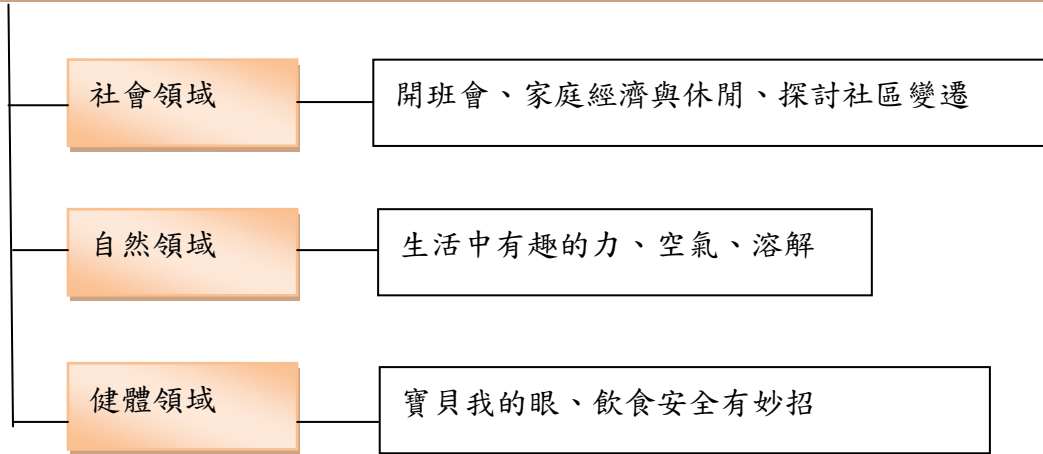 社會領域
開班會、家庭經濟與休閒、探討社區變遷
自然領域
生活中有趣的力、空氣、溶解
健體領域
寶貝我的眼、飲食安全有妙招